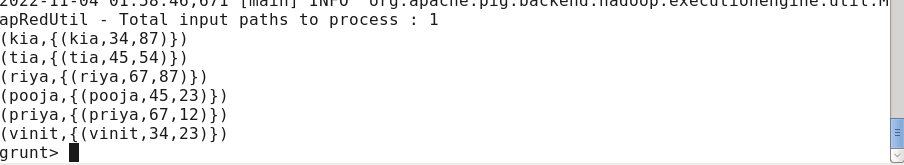 2022-11-04 01:58:46,671 [main] INFO org.apache.pig.backend.hadoop.executionengine.util.M
apRedUtil - Total input paths to process : 1
(kia,{(kia,34,87)})
(tia,{(tia,45,54)})
(riya,{(riya,67,87)})
(pooja,{(pooja,45,23)})
(priya,{(priya,67,12)})
(vinit,{(vinit,34,23)})
grunt>